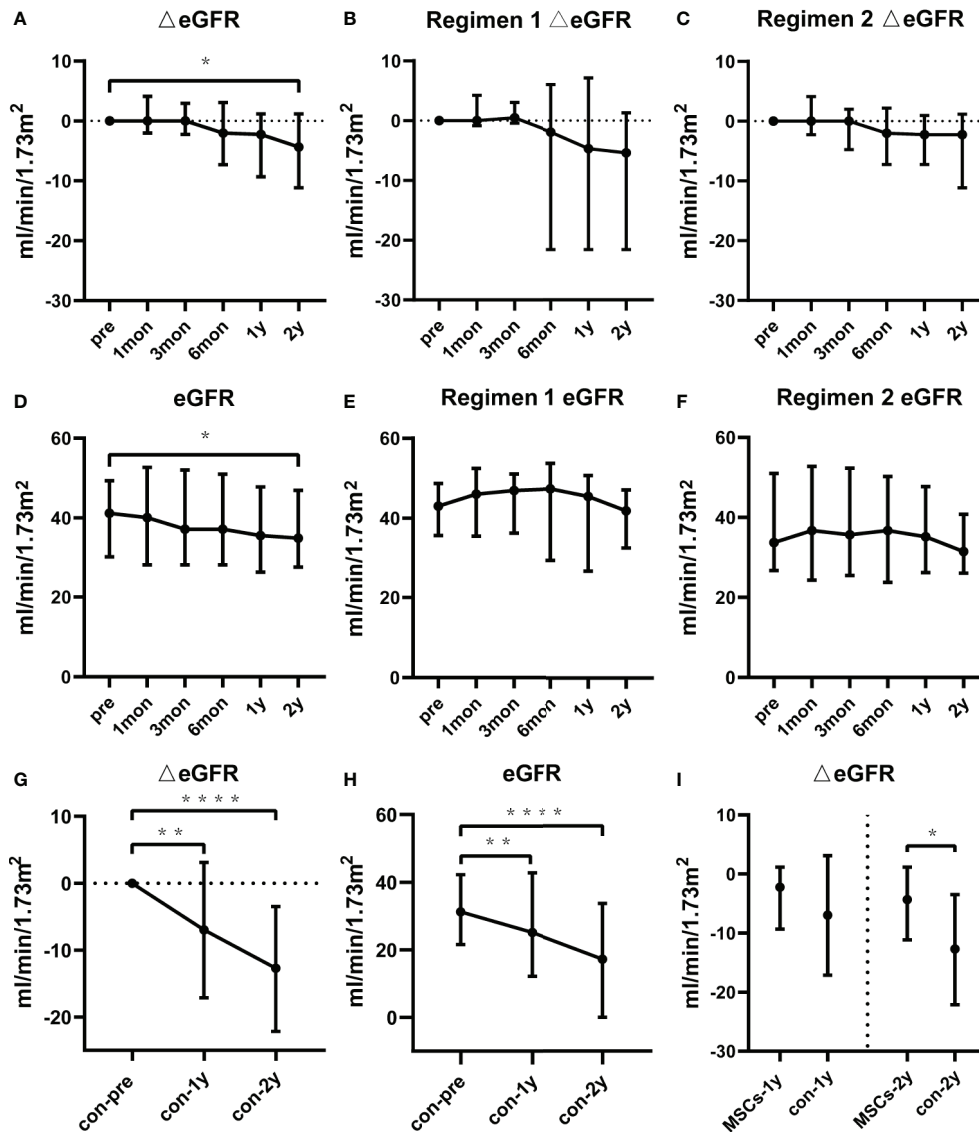 A
△eGFR
ml/min/1.73m²
10
0
-10
-20
-30
*
pre
1mon
3mon
6mon
1y
2y
B
Regimen 1 △eGFR
ml/min/1.73m²
10
0
-10
-20
-30
pre
1mon
3mon
6mon
1y
2y
C
Regimen 2 △eGFR
ml/min/1.73m²
10
0
-10
-20
-30
pre
1mon
3mon
6mon
1y
2y
D
eGFR
ml/min/1.73m²
60
40
20
0
*
pre
1mon
3mon
6mon
1y
2y
E
Regimen 1 eGFR
ml/min/1.73m²
60
40
20
0
pre
1mon
3mon
6mon
1y
2y
F
Regimen 2 eGFR
ml/min/1.73m²
60
40
20
0
pre
1mon
3mon
6mon
1y
2y
G
△eGFR
ml/min/1.73m²
10
0
-10
-20
****
**
con-pre
con-1y
con-2y
H
eGFR
ml/min/1.73m²
60
40
20
0
****
**
con-pre
con-1y
con-2y
I
△eGFR
ml/min/1.73m²
10
0
-10
-20
-30
*
MSCs-1y
con-1y
MSCs-2y
con-2y